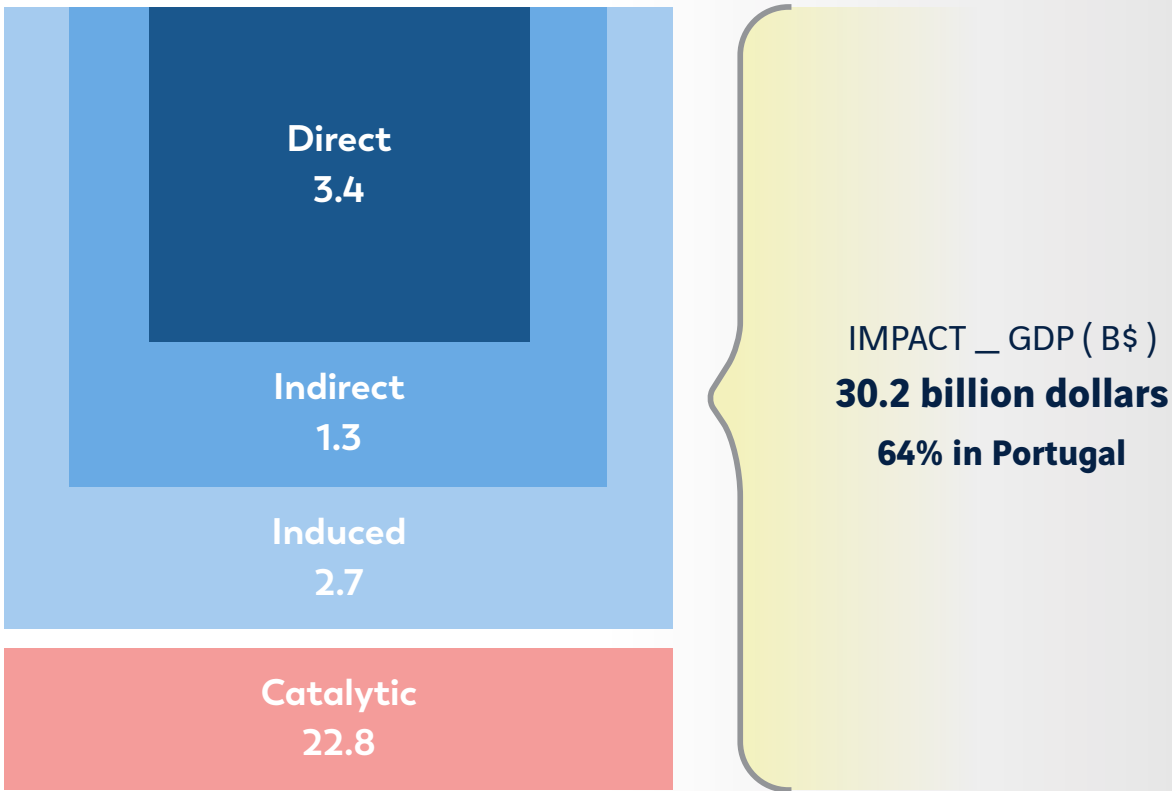 Direct
3.4
Indirect
1.3
Induced
2.7
Catalytic
22.8
IMPACT _ GDP ( B$ )
30.2 billion dollars
64% in Portugal